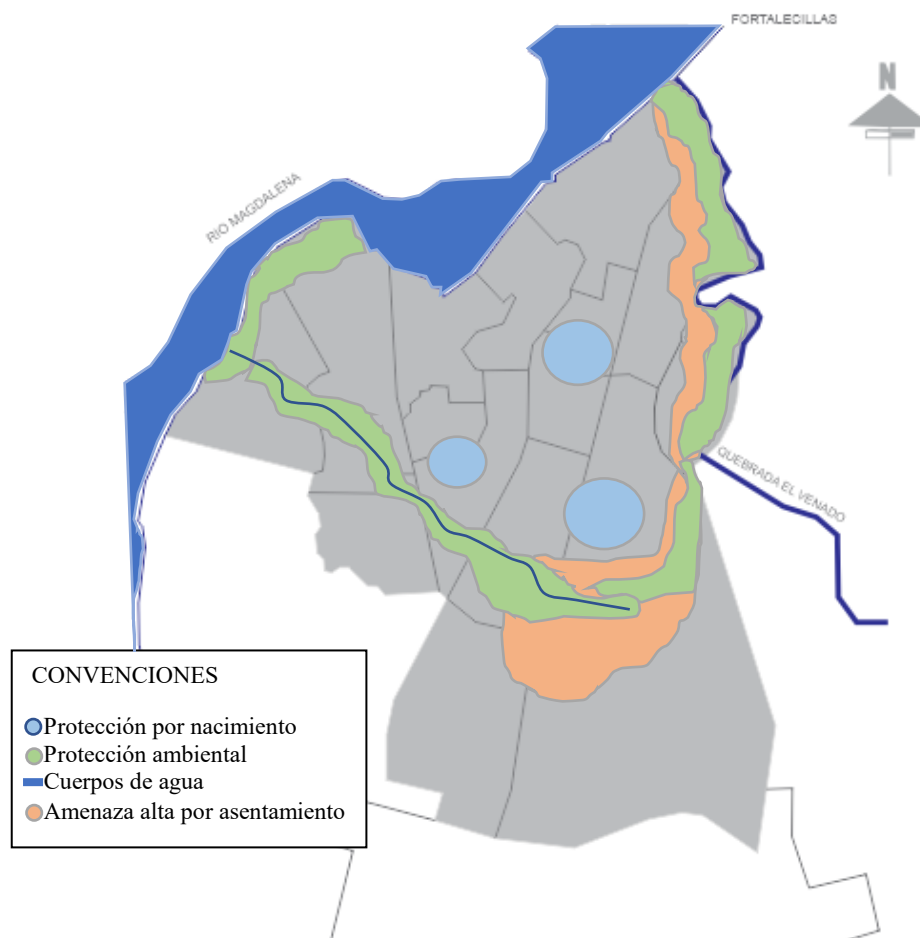 FORTALECILLAS
N
RIO MAGDALENA
QUEBRADA EL VENADO
CONVENCIONES
Protección por nacimiento
Protección ambiental
Cuerpos de agua
Amenaza alta por asentamiento